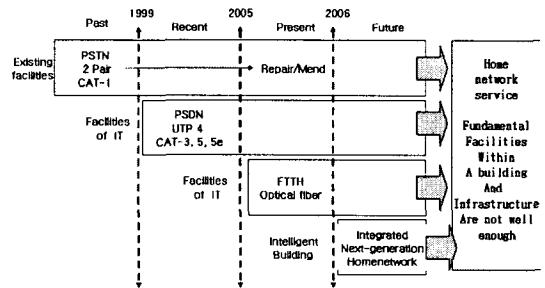 Past 1999 Recent 2005 Present 2006 Future
Existing
facilities
PSTN
2 Pair
CAT-1
Repair/Mend
Facilities
of IT
PSDN
UTP 4
CAT-3, 5, 5e
Facilities
of IT
FTTH
Optical fiber
Intelligent
Building
Integrated
Next-generation
Homenetwork
Home
network
service
Fundamental
Facilities
Within
A building
And
Infrastructure
Are not well
enough